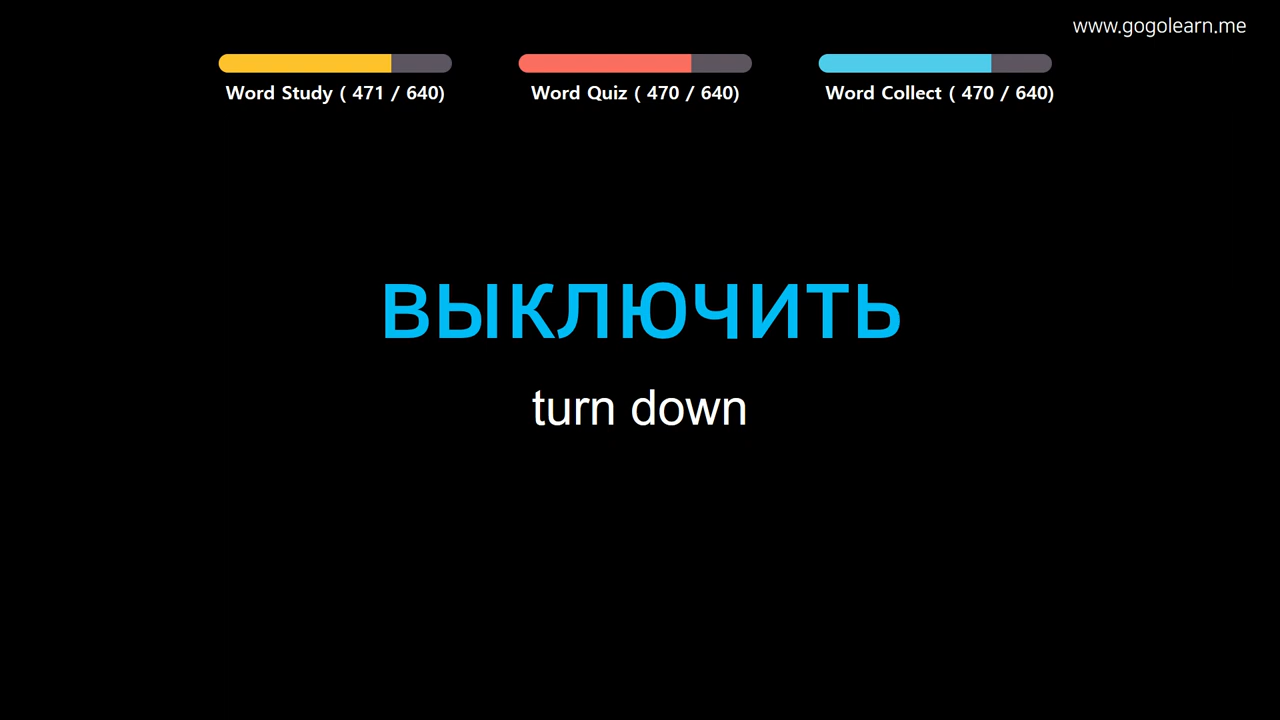 www.gogolearn.me
Word Study ( 471 / 640)
Word Quiz ( 470 / 640)
Word Collect ( 470 / 640)
выключить
turn down